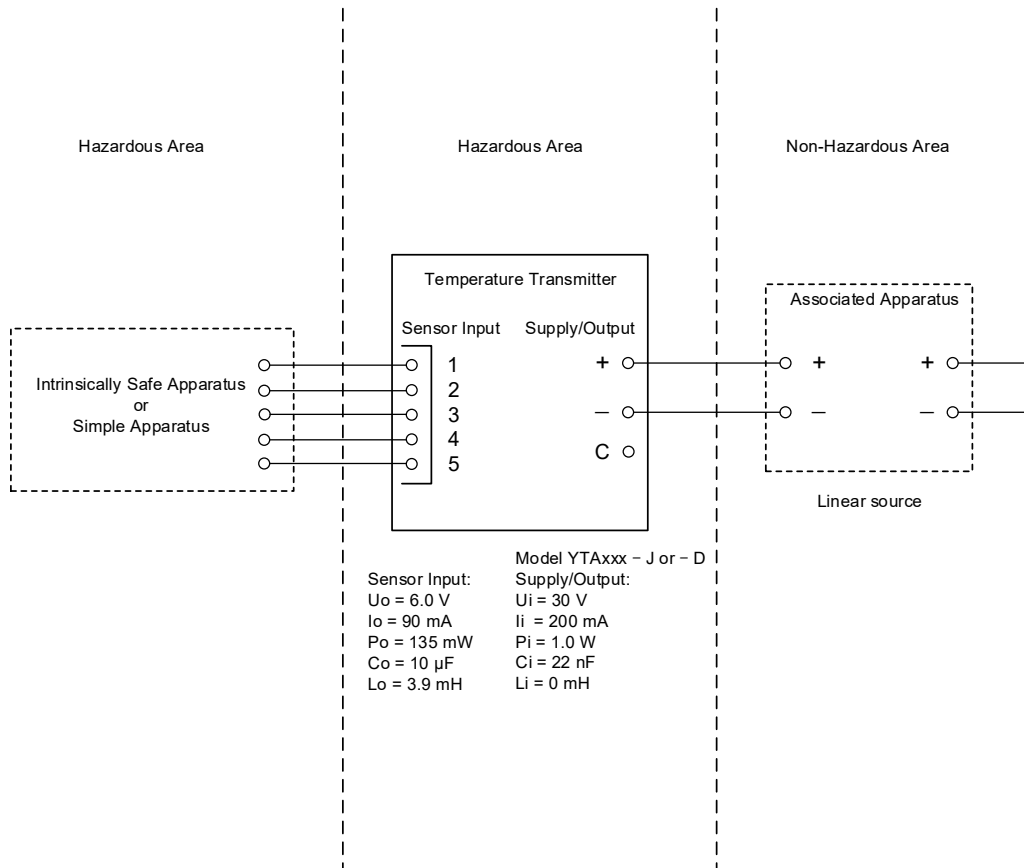 Hazardous Area
Hazardous Area
Non-Hazardous Area
Intrinsically Safe Apparatus
or
Simple Apparatus
Temperature Transmitter
Sensor Input
Supply/Output
1
2
3
4
5
+
–
C
Associated Apparatus
+
+
–
–
Linear source
Sensor Input:
Uo = 6.0 V
Io = 90 mA
Po = 135 mW
Co = 10 µF
Lo = 3.9 mH
Model YTAxxx – J or – D
Supply/Output:
Ui = 30 V
Ii = 200 mA
Pi = 1.0 W
Ci = 22 nF
Li = 0 mH